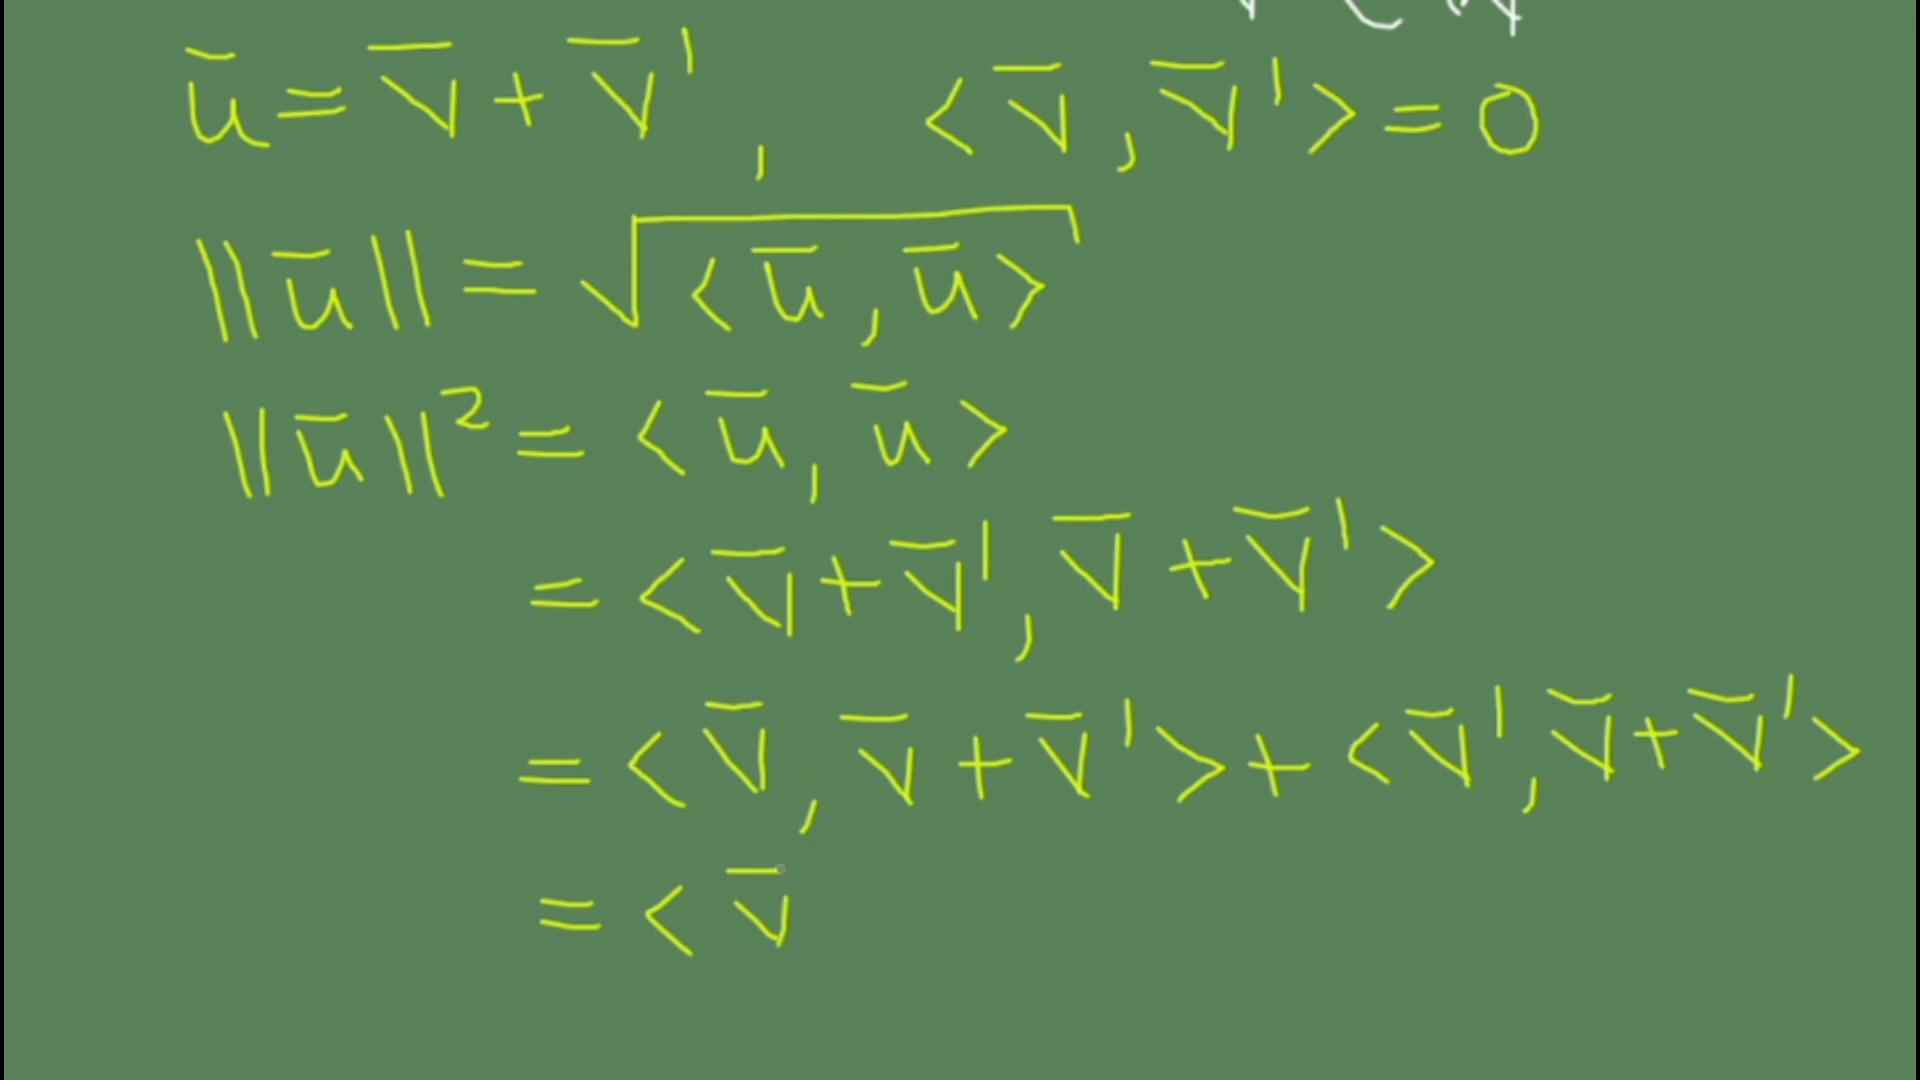 u̅ = v̅ + v̅', <v̅, v̅'> = 0
||u̅|| = √<u̅, u̅>
||u̅||² = <u̅, u̅>
= <v̅ + v̅', v̅ + v̅'>
= <v̅, v̅ + v̅'> + <v̅', v̅ + v̅'>
= <v̅